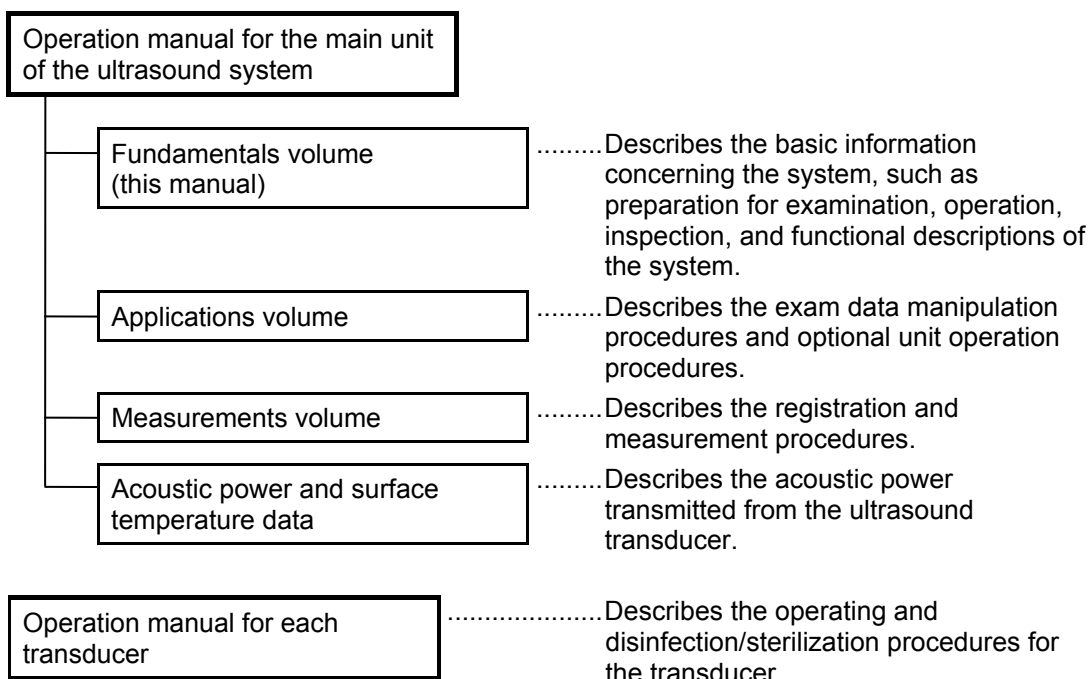 Operation manual for the main unit
of the ultrasound system
Fundamentals volume
(this manual)
.........Describes the basic information
concerning the system, such as
preparation for examination, operation,
inspection, and functional descriptions of
the system.
Applications volume
.........Describes the exam data manipulation
procedures and optional unit operation
procedures.
Measurements volume
.........Describes the registration and
measurement procedures.
Acoustic power and surface
temperature data
.........Describes the acoustic power
transmitted from the ultrasound
transducer.
Operation manual for each
transducer
.....................Describes the operating and
disinfection/sterilization procedures for
the transducer